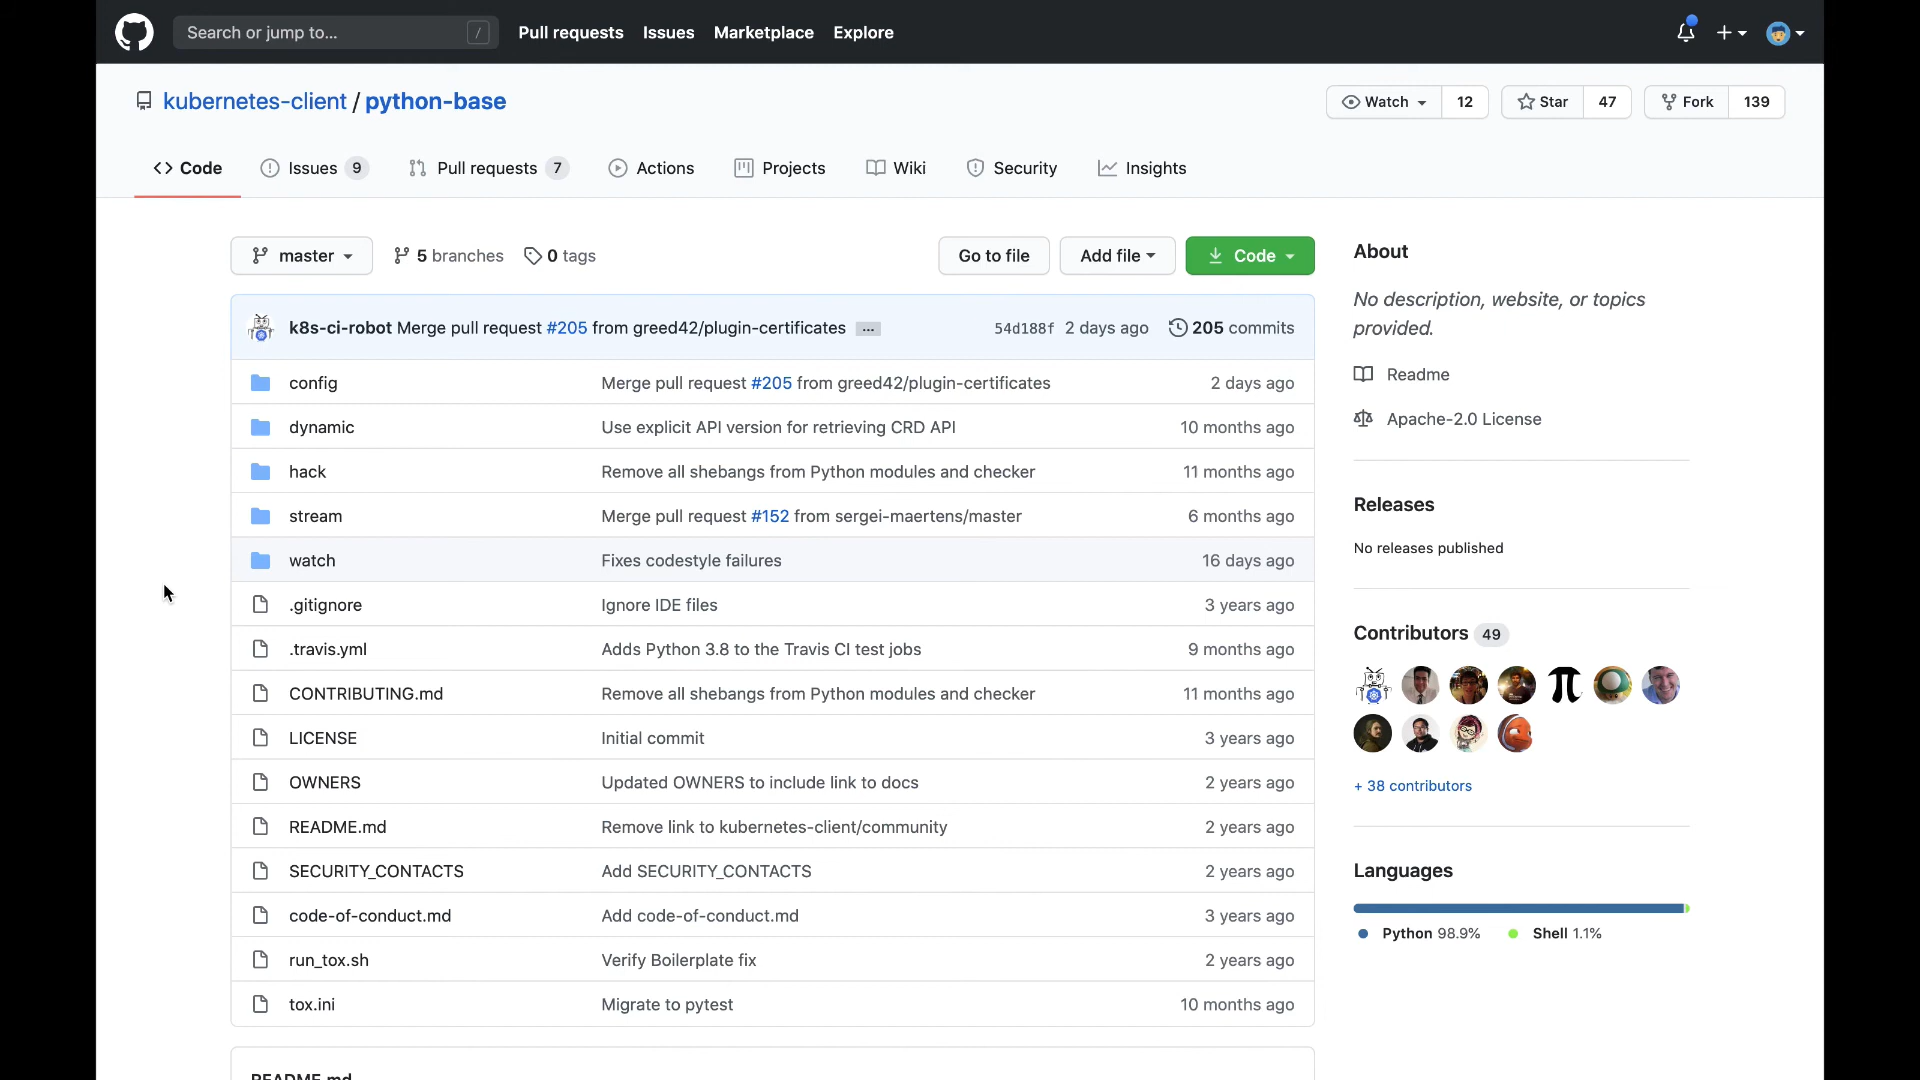 Search or jump to... /
Pull requests Issues Marketplace Explore
kubernetes-client / python-base
Watch 12 Star 47 Fork 139
Code Issues 9 Pull requests 7 Actions Projects Wiki Security Insights
master 5 branches 0 tags Go to file Add file Code
k8s-ci-robot Merge pull request #205 from greed42/plugin-certificates ... 54d188f 2 days ago 205 commits
config Merge pull request #205 from greed42/plugin-certificates 2 days ago
dynamic Use explicit API version for retrieving CRD API 10 months ago
hack Remove all shebangs from Python modules and checker 11 months ago
stream Merge pull request #152 from sergei-maertens/master 6 months ago
watch Fixes codestyle failures 16 days ago
.gitignore Ignore IDE files 3 years ago
.travis.yml Adds Python 3.8 to the Travis CI test jobs 9 months ago
CONTRIBUTING.md Remove all shebangs from Python modules and checker 11 months ago
LICENSE Initial commit 3 years ago
OWNERS Updated OWNERS to include link to docs 2 years ago
README.md Remove link to kubernetes-client/community 2 years ago
SECURITY_CONTACTS Add SECURITY_CONTACTS 2 years ago
code-of-conduct.md Add code-of-conduct.md 3 years ago
run_tox.sh Verify Boilerplate fix 2 years ago
tox.ini Migrate to pytest 10 months ago
README.md
About
No description, website, or topics
provided.
Readme
Apache-2.0 License
Releases
No releases published
Contributors 49
+ 38 contributors
Languages
Python 98.9% Shell 1.1%